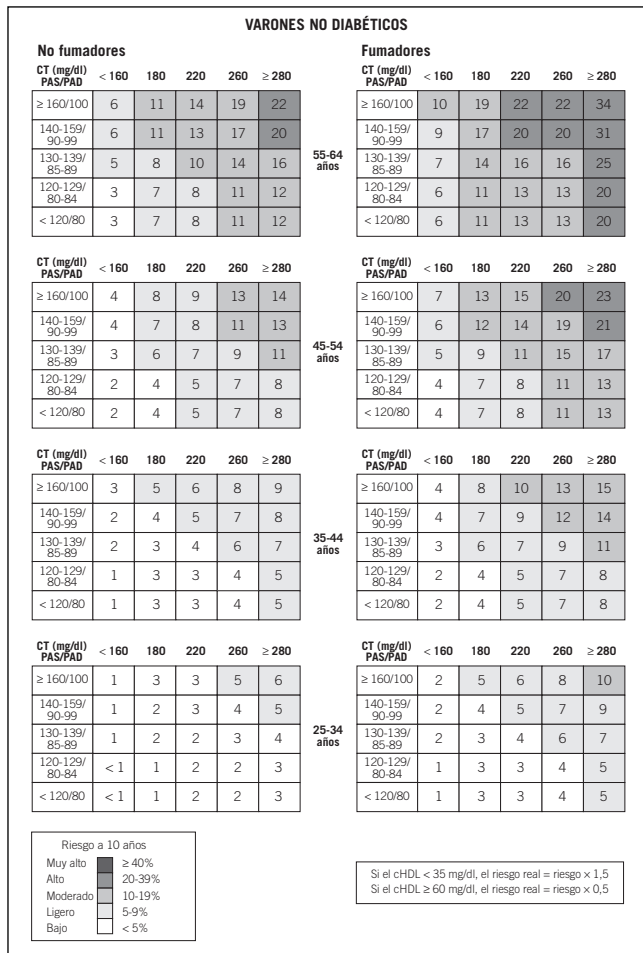 VARONES NO DIABÉTICOS
No fumadores
CT (mg/dl) PAS/PAD < 160 180 220 260 ≥ 280
≥ 160/100 6 11 14 19 22
140-159/90-99 6 11 13 17 20
130-139/85-89 5 8 10 14 16
120-129/80-84 3 7 8 11 12
< 120/80 3 7 8 11 12
55-64 años
Fumadores
CT (mg/dl) PAS/PAD < 160 180 220 260 ≥ 280
≥ 160/100 10 19 22 22 34
140-159/90-99 9 17 20 20 31
130-139/85-89 7 14 16 16 25
120-129/80-84 6 11 13 13 20
< 120/80 6 11 13 13 20
CT (mg/dl) PAS/PAD < 160 180 220 260 ≥ 280
≥ 160/100 4 8 9 13 14
140-159/90-99 4 7 8 11 13
130-139/85-89 3 6 7 9 11
120-129/80-84 2 4 5 7 8
< 120/80 2 4 5 7 8
45-54 años
CT (mg/dl) PAS/PAD < 160 180 220 260 ≥ 280
≥ 160/100 7 13 15 20 23
140-159/90-99 6 12 14 19 21
130-139/85-89 5 9 11 15 17
120-129/80-84 4 7 8 11 13
< 120/80 4 7 8 11 13
CT (mg/dl) PAS/PAD < 160 180 220 260 ≥ 280
≥ 160/100 3 5 6 8 9
140-159/90-99 2 4 5 7 8
130-139/85-89 2 3 4 6 7
120-129/80-84 1 3 3 4 5
< 120/80 1 3 3 4 5
35-44 años
CT (mg/dl) PAS/PAD < 160 180 220 260 ≥ 280
≥ 160/100 4 8 10 13 15
140-159/90-99 4 7 9 12 14
130-139/85-89 3 6 7 9 11
120-129/80-84 2 4 5 7 8
< 120/80 2 4 5 7 8
CT (mg/dl) PAS/PAD < 160 180 220 260 ≥ 280
≥ 160/100 1 3 3 5 6
140-159/90-99 1 2 3 4 5
130-139/85-89 1 2 2 3 4
120-129/80-84 < 1 1 2 2 3
< 120/80 < 1 1 2 2 3
25-34 años
CT (mg/dl) PAS/PAD < 160 180 220 260 ≥ 280
≥ 160/100 2 5 6 8 10
140-159/90-99 2 4 5 7 9
130-139/85-89 2 3 4 6 7
120-129/80-84 1 3 3 4 5
< 120/80 1 3 3 4 5
Riesgo a 10 años
Muy alto ≥ 40%
Alto 20-39%
Moderado 10-19%
Ligero 5-9%
Bajo < 5%
Si el cHDL < 35 mg/dl, el riesgo real = riesgo × 1,5
Si el cHDL ≥ 60 mg/dl, el riesgo real = riesgo × 0,5